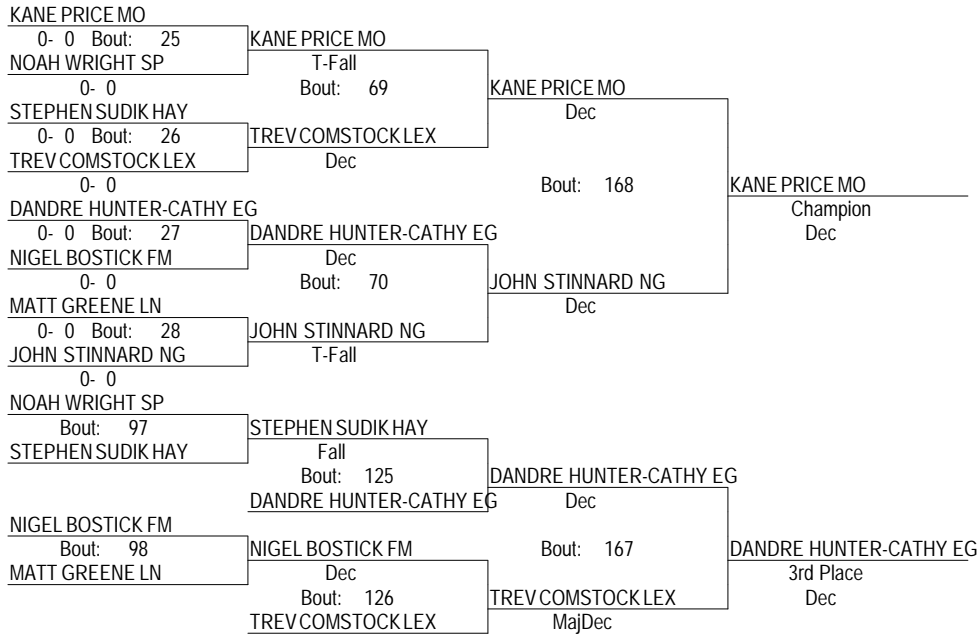 KANE PRICE MO
0- 0 Bout: 25 KANE PRICE MO
NOAH WRIGHT SP T-Fall
0- 0 Bout: 69 KANE PRICE MO
STEPHEN SUDIK HAY Dec
0- 0 Bout: 26 TREV COMSTOCK LEX
TREV COMSTOCK LEX Dec
0- 0 Bout: 168 KANE PRICE MO
DANDRE HUNTER-CATHY EG Champion
0- 0 Bout: 27 DANDRE HUNTER-CATHY EG Dec
NIGEL BOSTICK FM Dec
0- 0 Bout: 70 JOHN STINNARD NG
MATT GREENE LN Dec
0- 0 Bout: 28 JOHN STINNARD NG
JOHN STINNARD NG T-Fall
0- 0
NOAH WRIGHT SP
Bout: 97 STEPHEN SUDIK HAY
STEPHEN SUDIK HAY Fall
Bout: 125 DANDRE HUNTER-CATHY EG
DANDRE HUNTER-CATHY EG Dec
NIGEL BOSTICK FM
Bout: 98 NIGEL BOSTICK FM Bout: 167 DANDRE HUNTER-CATHY EG
MATT GREENE LN Dec 3rd Place
Bout: 126 TREV COMSTOCK LEX Dec
TREV COMSTOCK LEX MajDec